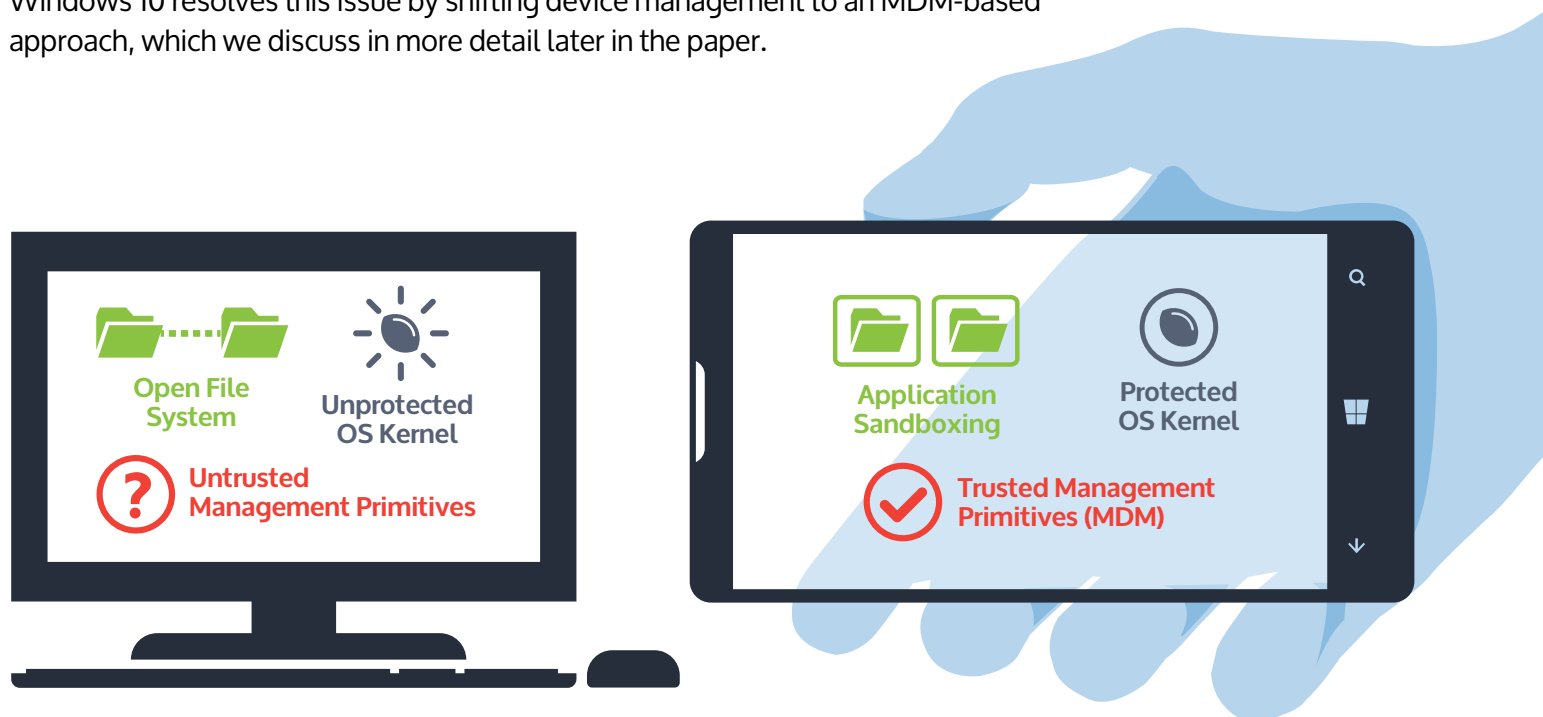 Windows 10 resolves this issue by shifting device management to an MDM-based
approach, which we discuss in more detail later in the paper.
Open File
System
Unprotected
OS Kernel
?
Untrusted
Management Primitives
Application
Sandboxing
Protected
OS Kernel
Trusted Management
Primitives (MDM)